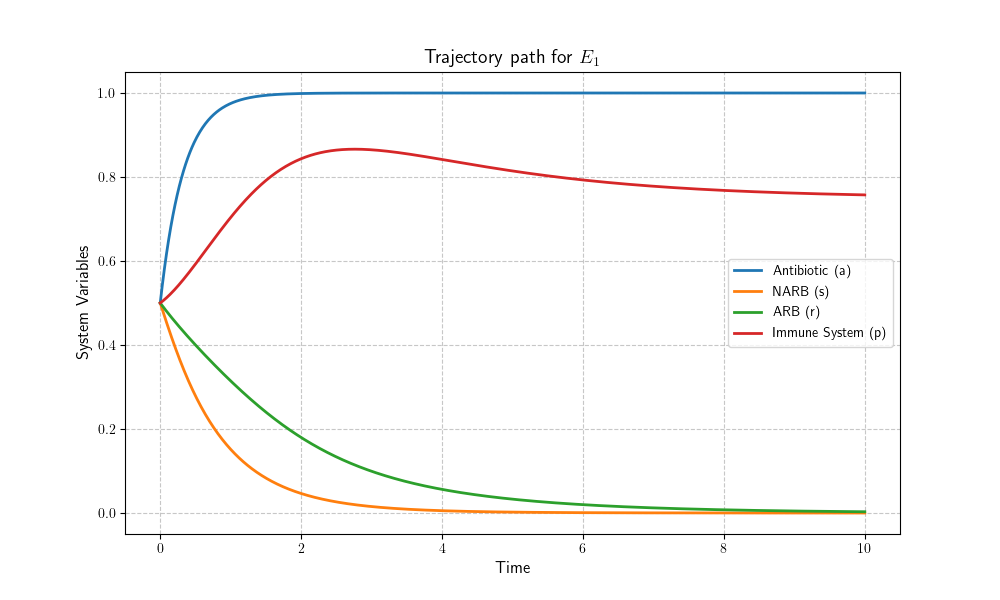 Trajectory path for $E_1$
System Variables
1.0
0.8
0.6
0.4
0.2
0.0
Antibiotic (a)
NARB (s)
ARB (r)
Immune System (p)
0 2 4 6 8 10
Time